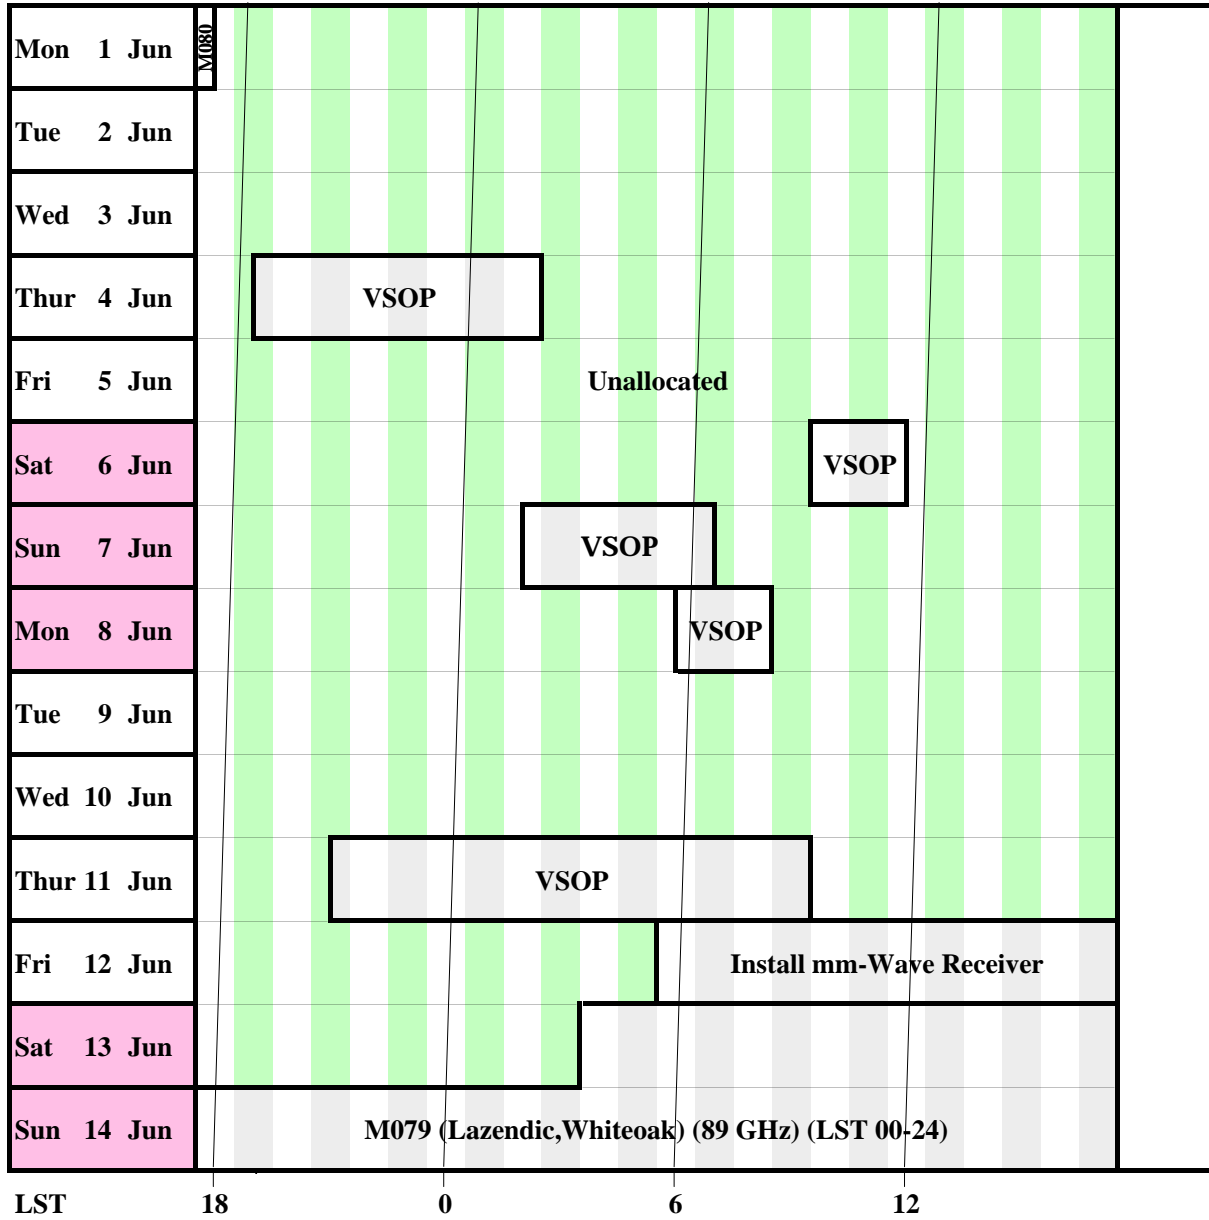 Mon 1 Jun M080
Tue 2 Jun
Wed 3 Jun
Thur 4 Jun VSOP
Fri 5 Jun Unallocated
Sat 6 Jun VSOP
Sun 7 Jun VSOP
Mon 8 Jun VSOP
Tue 9 Jun
Wed 10 Jun
Thur 11 Jun VSOP
Fri 12 Jun Install mm-Wave Receiver
Sat 13 Jun
Sun 14 Jun M079 (Lazendic,Whiteoak) (89 GHz) (LST 00-24)
LST 18 0 6 12